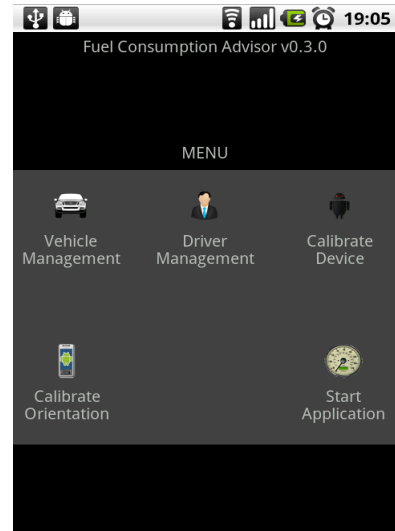 19:05
Fuel Consumption Advisor v0.3.0
MENU
Vehicle
Management
Driver
Management
Calibrate
Device
Calibrate
Orientation
Start
Application